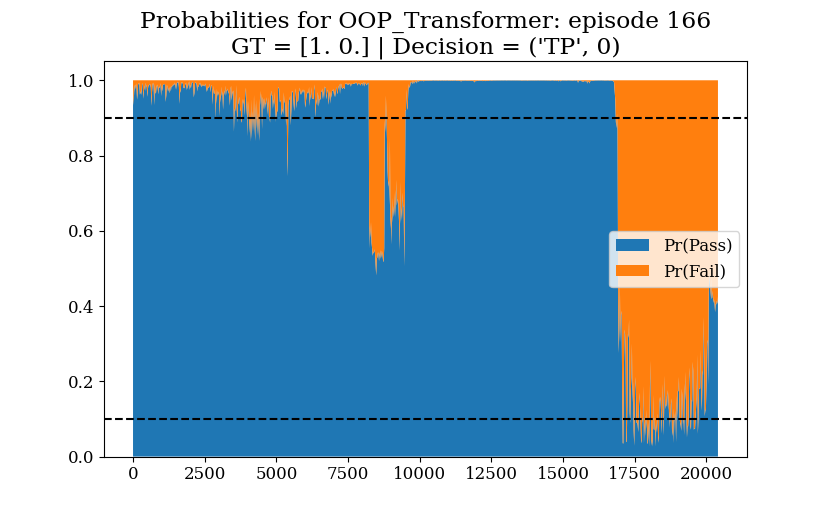 Probabilities for OOP_Transformer: episode 166
GT = [1. 0.] | Decision = ('TP', 0)
1.0
0.8
0.6
0.4
0.2
0.0
Pr(Pass)
Pr(Fail)
0 2500 5000 7500 10000 12500 15000 17500 20000